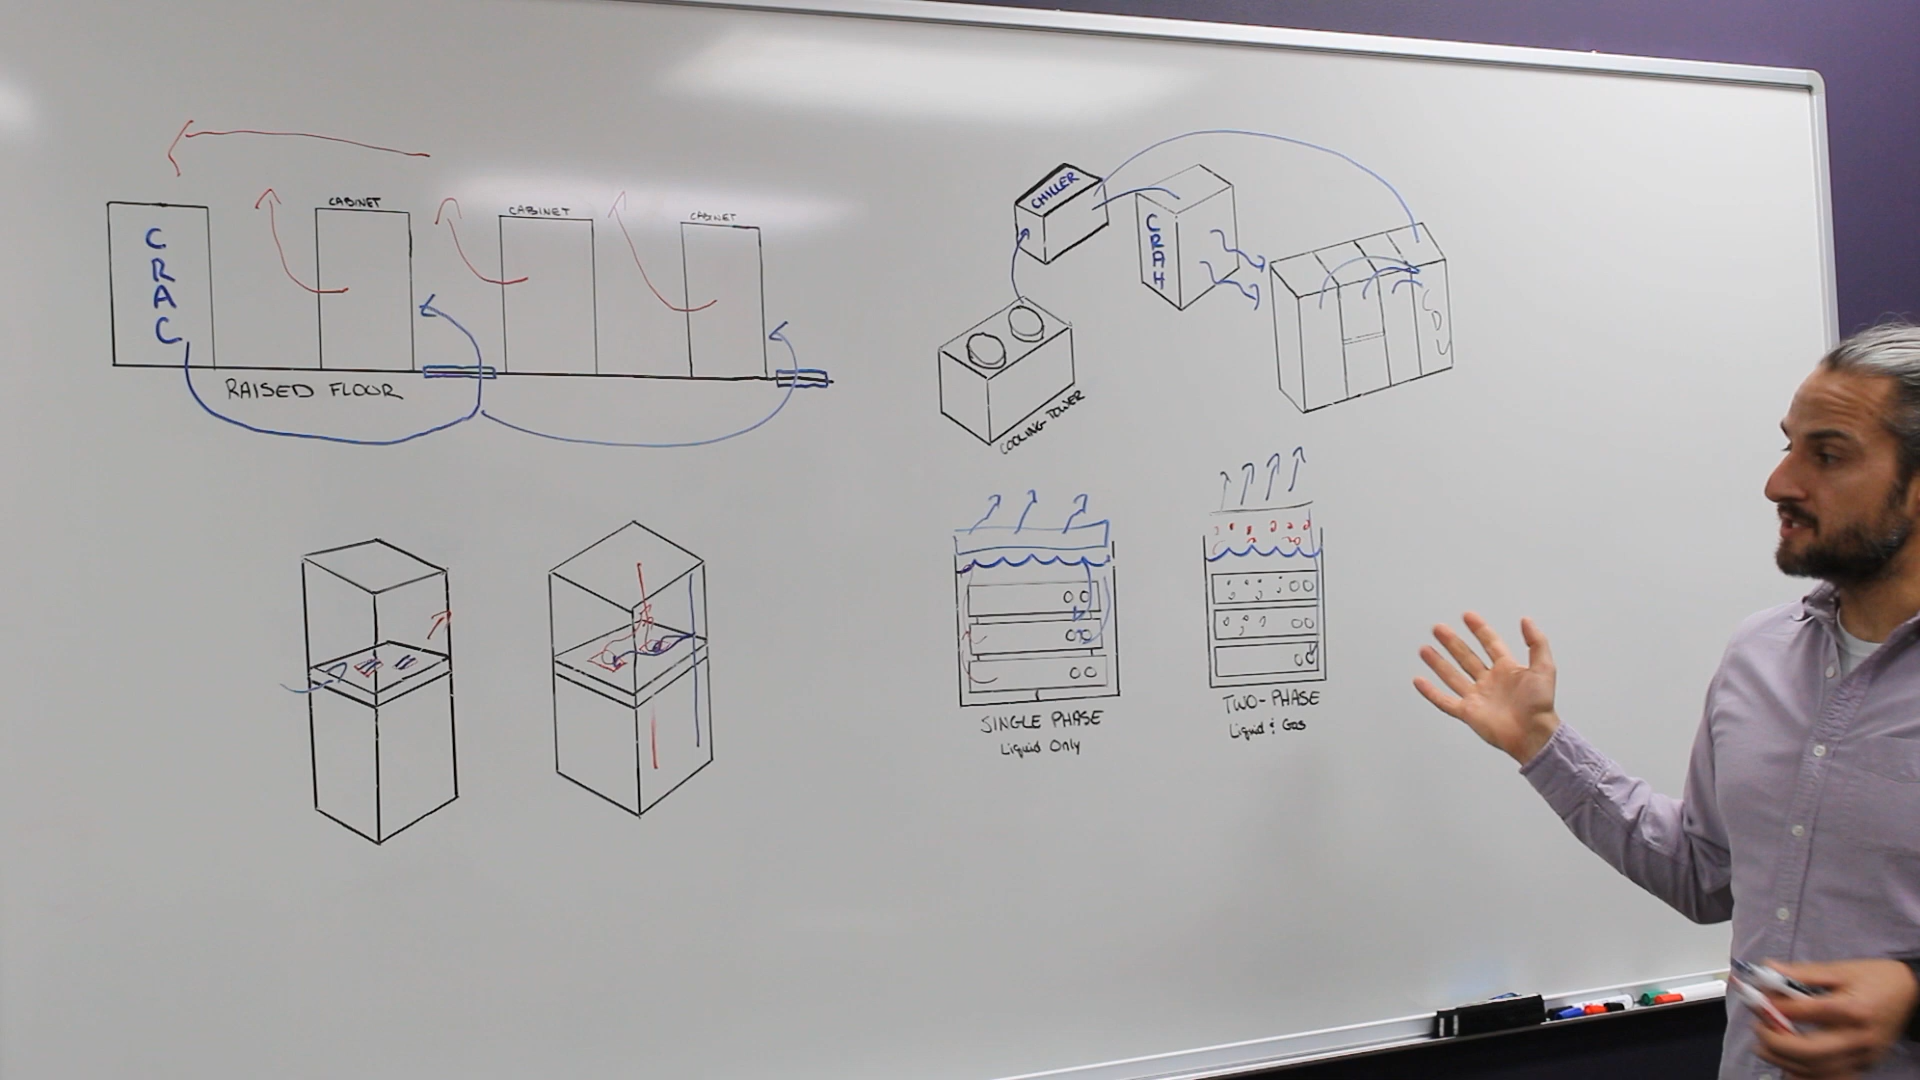 CRAC
CABINET
CABINET
CABINET
RAISED FLOOR
CHILLER
CRAH
CDU
COOLING TOWER
SINGLE PHASE
Liquid Only
TWO-PHASE
Liquid & Gas